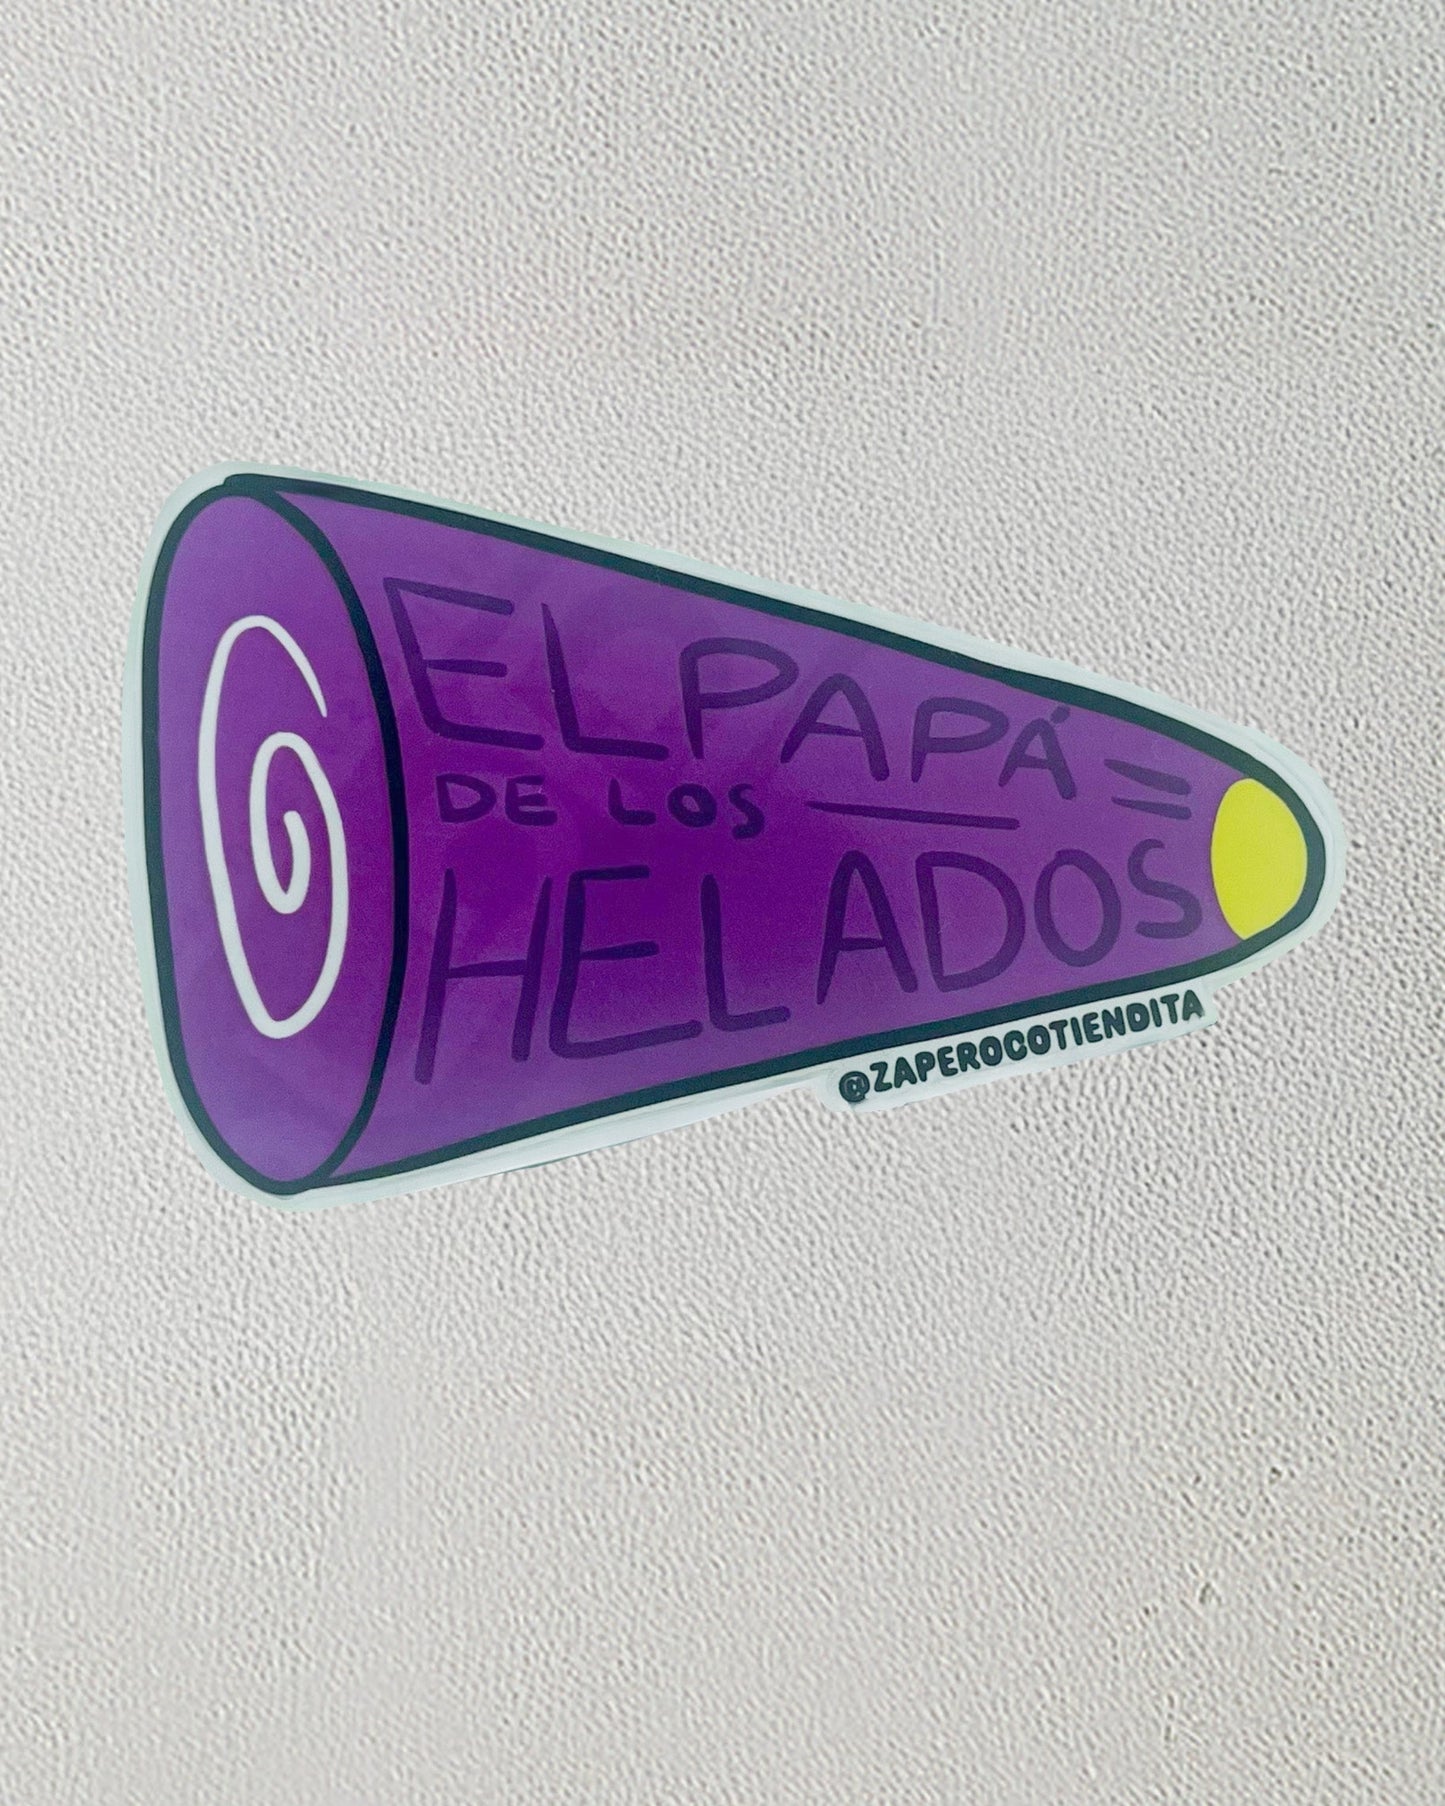 EL PAPÁ
DE LOS
HELADOS
@ZAPEROCOTIENDITA